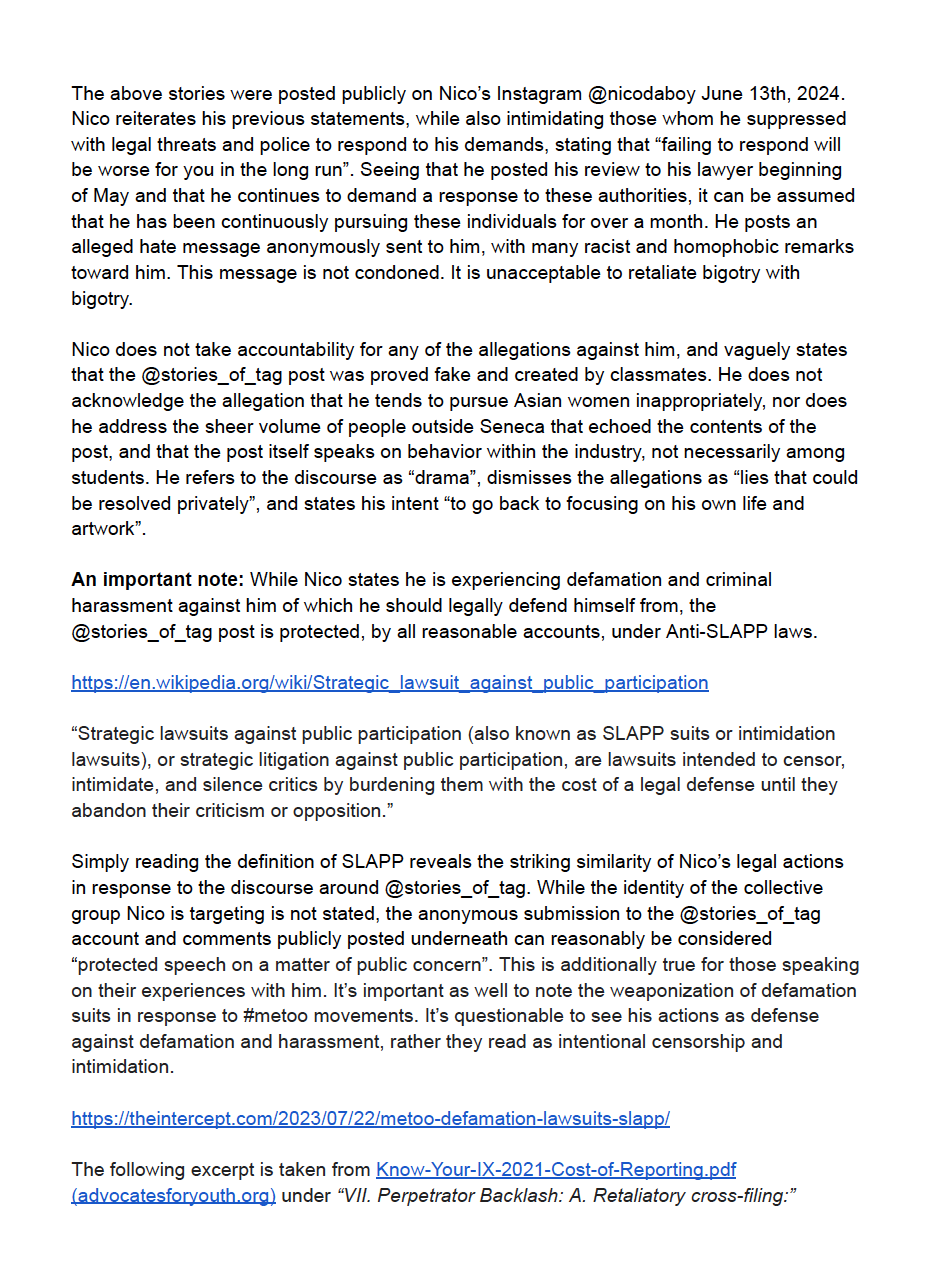 The above stories were posted publicly on Nico’s Instagram @nicodaboy June 13th, 2024.
Nico reiterates his previous statements, while also intimidating those whom he suppressed
with legal threats and police to respond to his demands, stating that “failing to respond will
be worse for you in the long run”. Seeing that he posted his review to his lawyer beginning
of May and that he continues to demand a response to these authorities, it can be assumed
that he has been continuously pursuing these individuals for over a month. He posts an
alleged hate message anonymously sent to him, with many racist and homophobic remarks
toward him. This message is not condoned. It is unacceptable to retaliate bigotry with
bigotry.
Nico does not take accountability for any of the allegations against him, and vaguely states
that the @stories_of_tag post was proved fake and created by classmates. He does not
acknowledge the allegation that he tends to pursue Asian women inappropriately, nor does
he address the sheer volume of people outside Seneca that echoed the contents of the
post, and that the post itself speaks on behavior within the industry, not necessarily among
students. He refers to the discourse as “drama”, dismisses the allegations as “lies that could
be resolved privately”, and states his intent “to go back to focusing on his own life and
artwork”.
An important note: While Nico states he is experiencing defamation and criminal
harassment against him of which he should legally defend himself from, the
@stories_of_tag post is protected, by all reasonable accounts, under Anti-SLAPP laws.
https://en.wikipedia.org/wiki/Strategic_lawsuit_against_public_participation
“Strategic lawsuits against public participation (also known as SLAPP suits or intimidation
lawsuits), or strategic litigation against public participation, are lawsuits intended to censor,
intimidate, and silence critics by burdening them with the cost of a legal defense until they
abandon their criticism or opposition.”
Simply reading the definition of SLAPP reveals the striking similarity of Nico’s legal actions
in response to the discourse around @stories_of_tag. While the identity of the collective
group Nico is targeting is not stated, the anonymous submission to the @stories_of_tag
account and comments publicly posted underneath can reasonably be considered
“protected speech on a matter of public concern”. This is additionally true for those speaking
on their experiences with him. It’s important as well to note the weaponization of defamation
suits in response to #metoo movements. It’s questionable to see his actions as defense
against defamation and harassment, rather they read as intentional censorship and
intimidation.
https://theintercept.com/2023/07/22/metoo-defamation-lawsuits-slapp/
The following excerpt is taken from Know-Your-IX-2021-Cost-of-Reporting.pdf
(advocatesforyouth.org) under “VII. Perpetrator Backlash: A. Retaliatory cross-filing:”